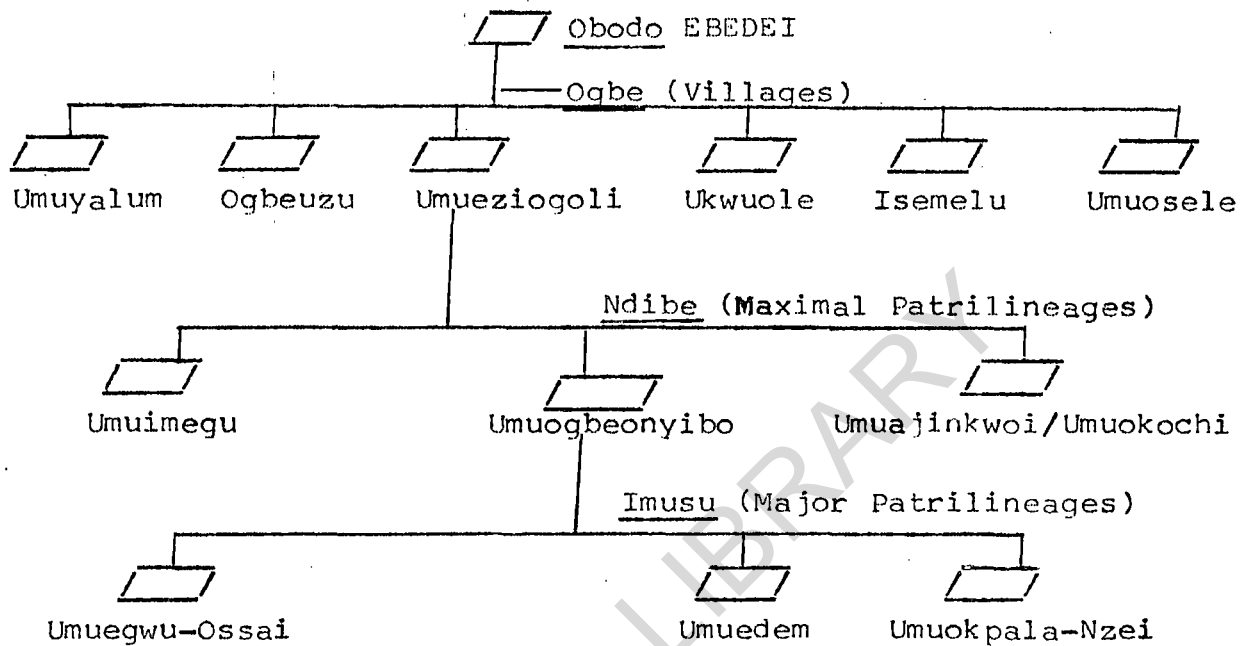 Obodo EBEDEI
Ogbe (Villages)
Umuyalum Ogbeuzu Umueziogoli Ukwuole Isemelu Umuosele
Ndibe (Maximal Patrilineages)
Umuimegu Umuogbeonyibo Umuajinkwoi/Umuokochi
Imusu (Major Patrilineages)
Umuegwu-Ossai Umuedem Umuokpala-Nzei
LIBRARY